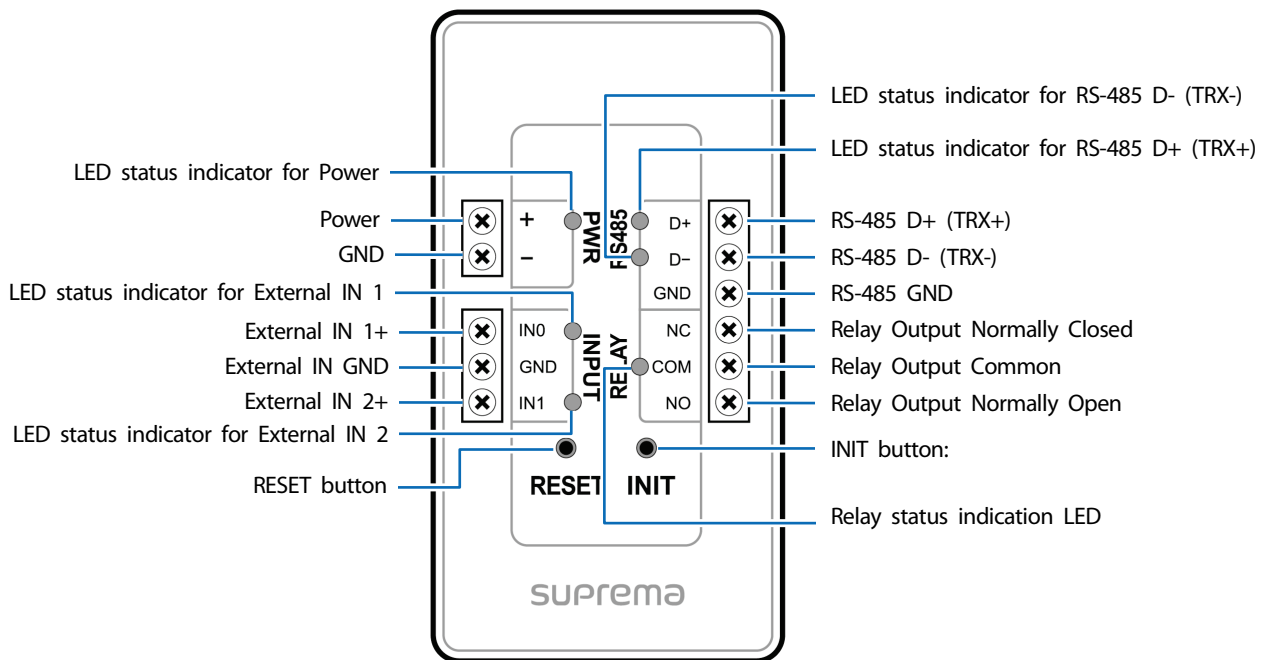 LED status indicator for Power
Power
GND
LED status indicator for External IN 1
External IN 1+
External IN GND
External IN 2+
LED status indicator for External IN 2
RESET button
+
−
PWR
IN0
GND
IN1
INPUT
RS485
D+
D−
GND
RELAY
NC
COM
NO
RESET
INIT
suprema
LED status indicator for RS-485 D- (TRX-)
LED status indicator for RS-485 D+ (TRX+)
RS-485 D+ (TRX+)
RS-485 D- (TRX-)
RS-485 GND
Relay Output Normally Closed
Relay Output Common
Relay Output Normally Open
INIT button:
Relay status indication LED